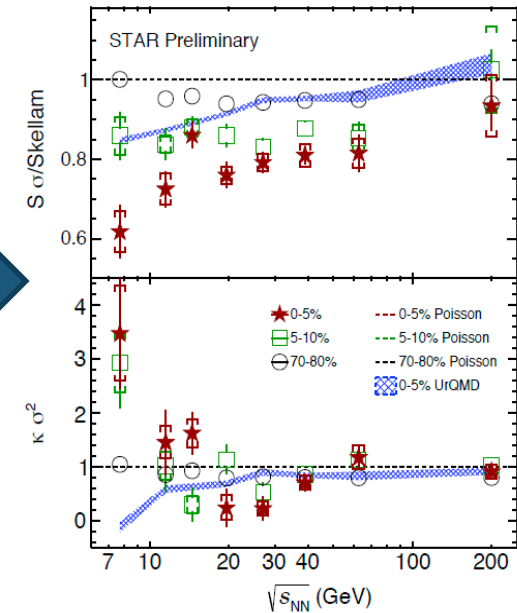 STAR Preliminary
S σ/Skellam
1
0.8
0.6
κ σ²
4
3
2
1
0
0-5%
0-5% Poisson
5-10%
5-10% Poisson
70-80%
70-80% Poisson
0-5% UrQMD
7 10 20 30 40 100 200
√sNN (GeV)